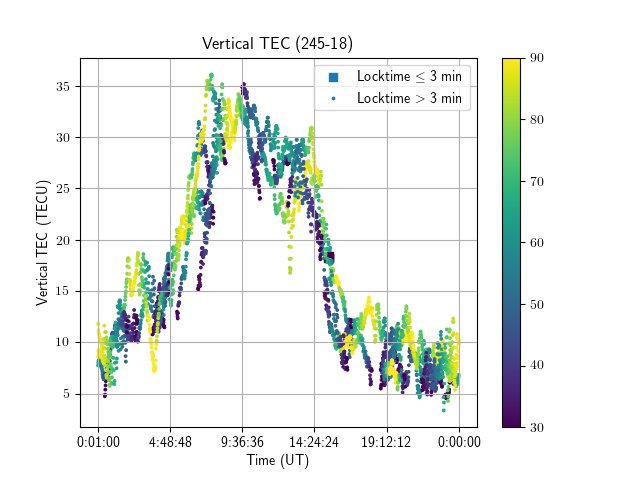 Vertical TEC (245-18)
Locktime ≤ 3 min
Locktime > 3 min
Vertical TEC (TECU)
35
30
25
20
15
10
5
0:01:00 4:48:48 9:36:36 14:24:24 19:12:12 0:00:00
Time (UT)
90
80
70
60
50
40
30